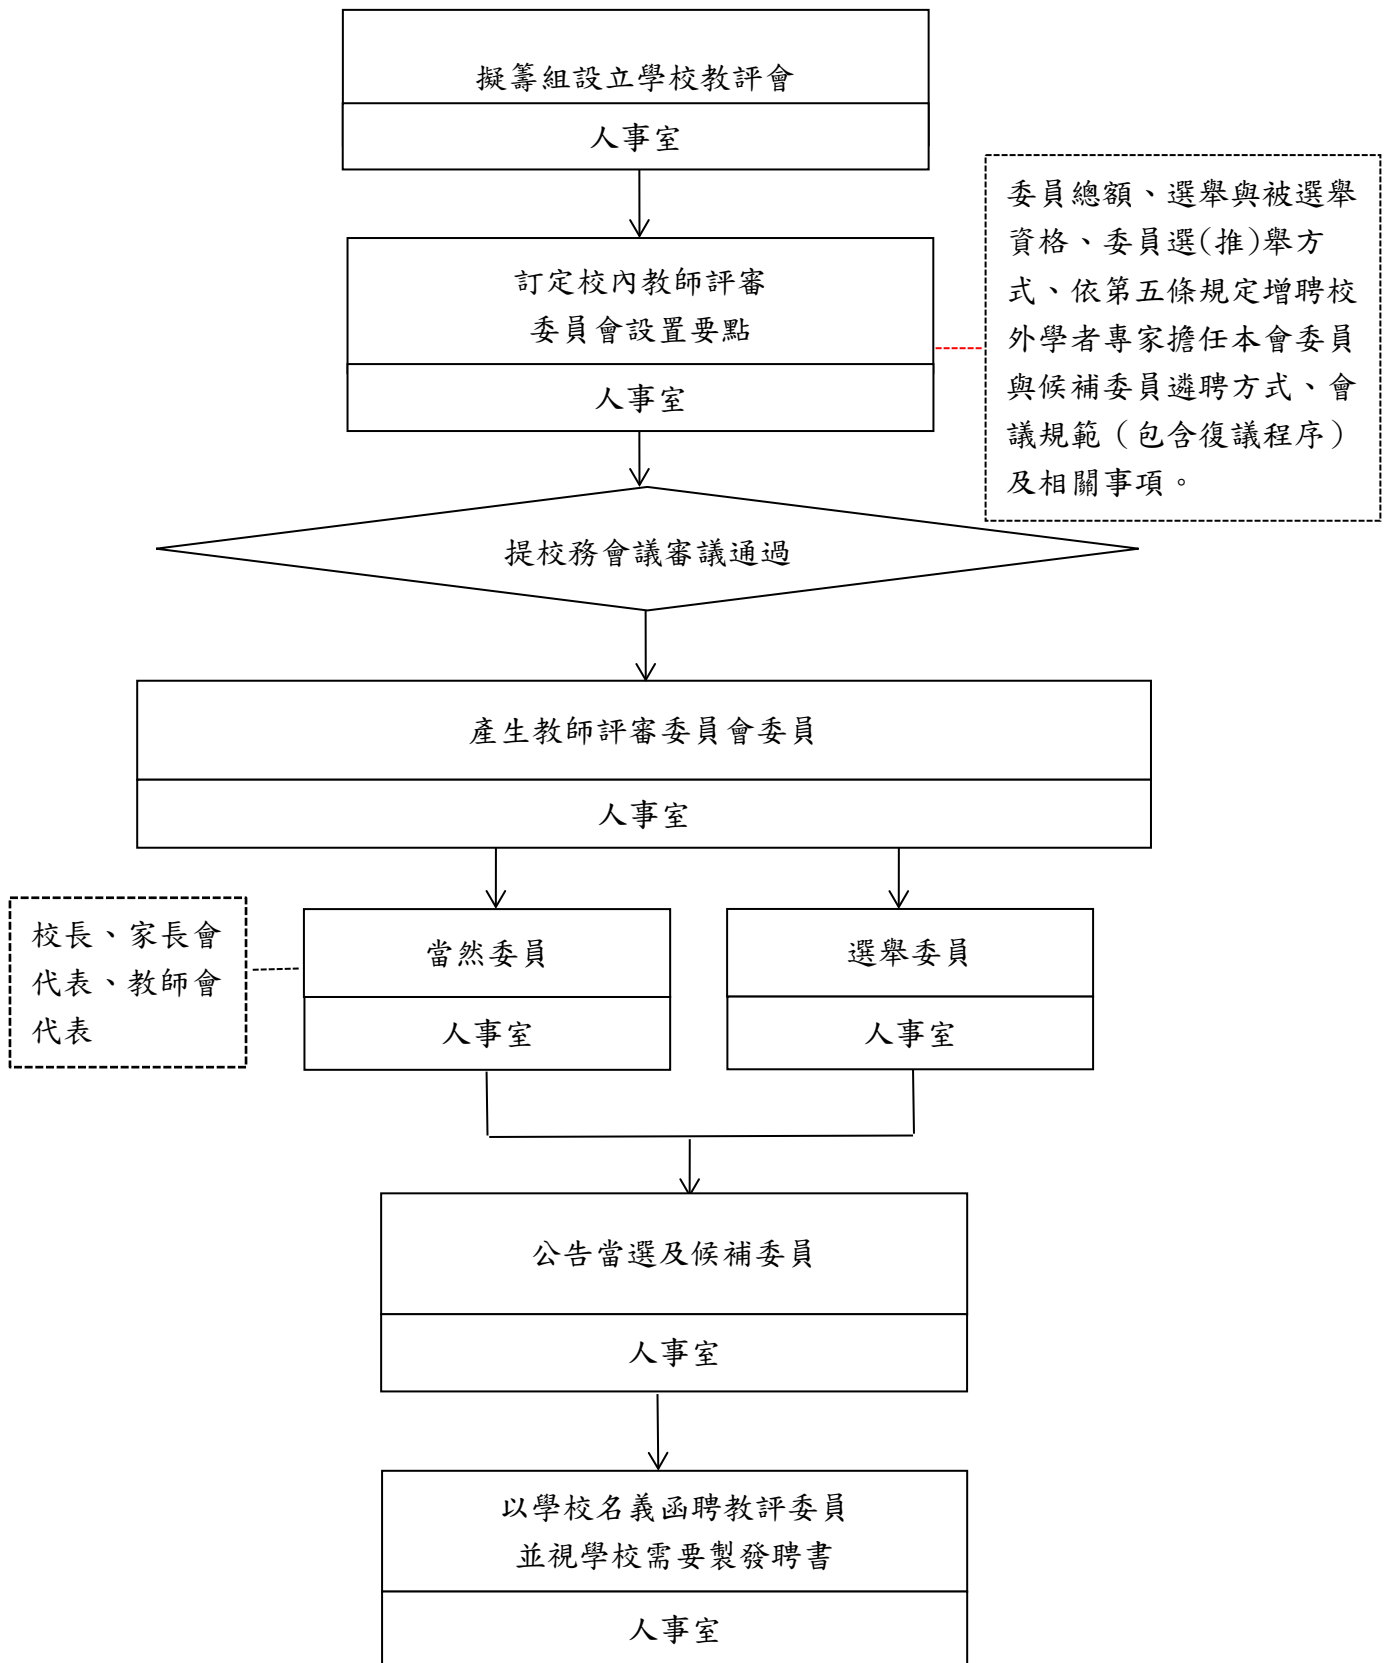 擬籌組設立學校教評會
人事室
訂定校內教師評審
委員會設置要點
人事室
委員總額、選舉與被選舉
資格、委員選(推)舉方
式、依第五條規定增聘校
外學者專家擔任本會委員
與候補委員遴聘方式、會
議規範（包含復議程序）
及相關事項。
提校務會議審議通過
產生教師評審委員會委員
人事室
校長、家長會
代表、教師會
代表
當然委員
人事室
選舉委員
人事室
公告當選及候補委員
人事室
以學校名義函聘教評委員
並視學校需要製發聘書
人事室